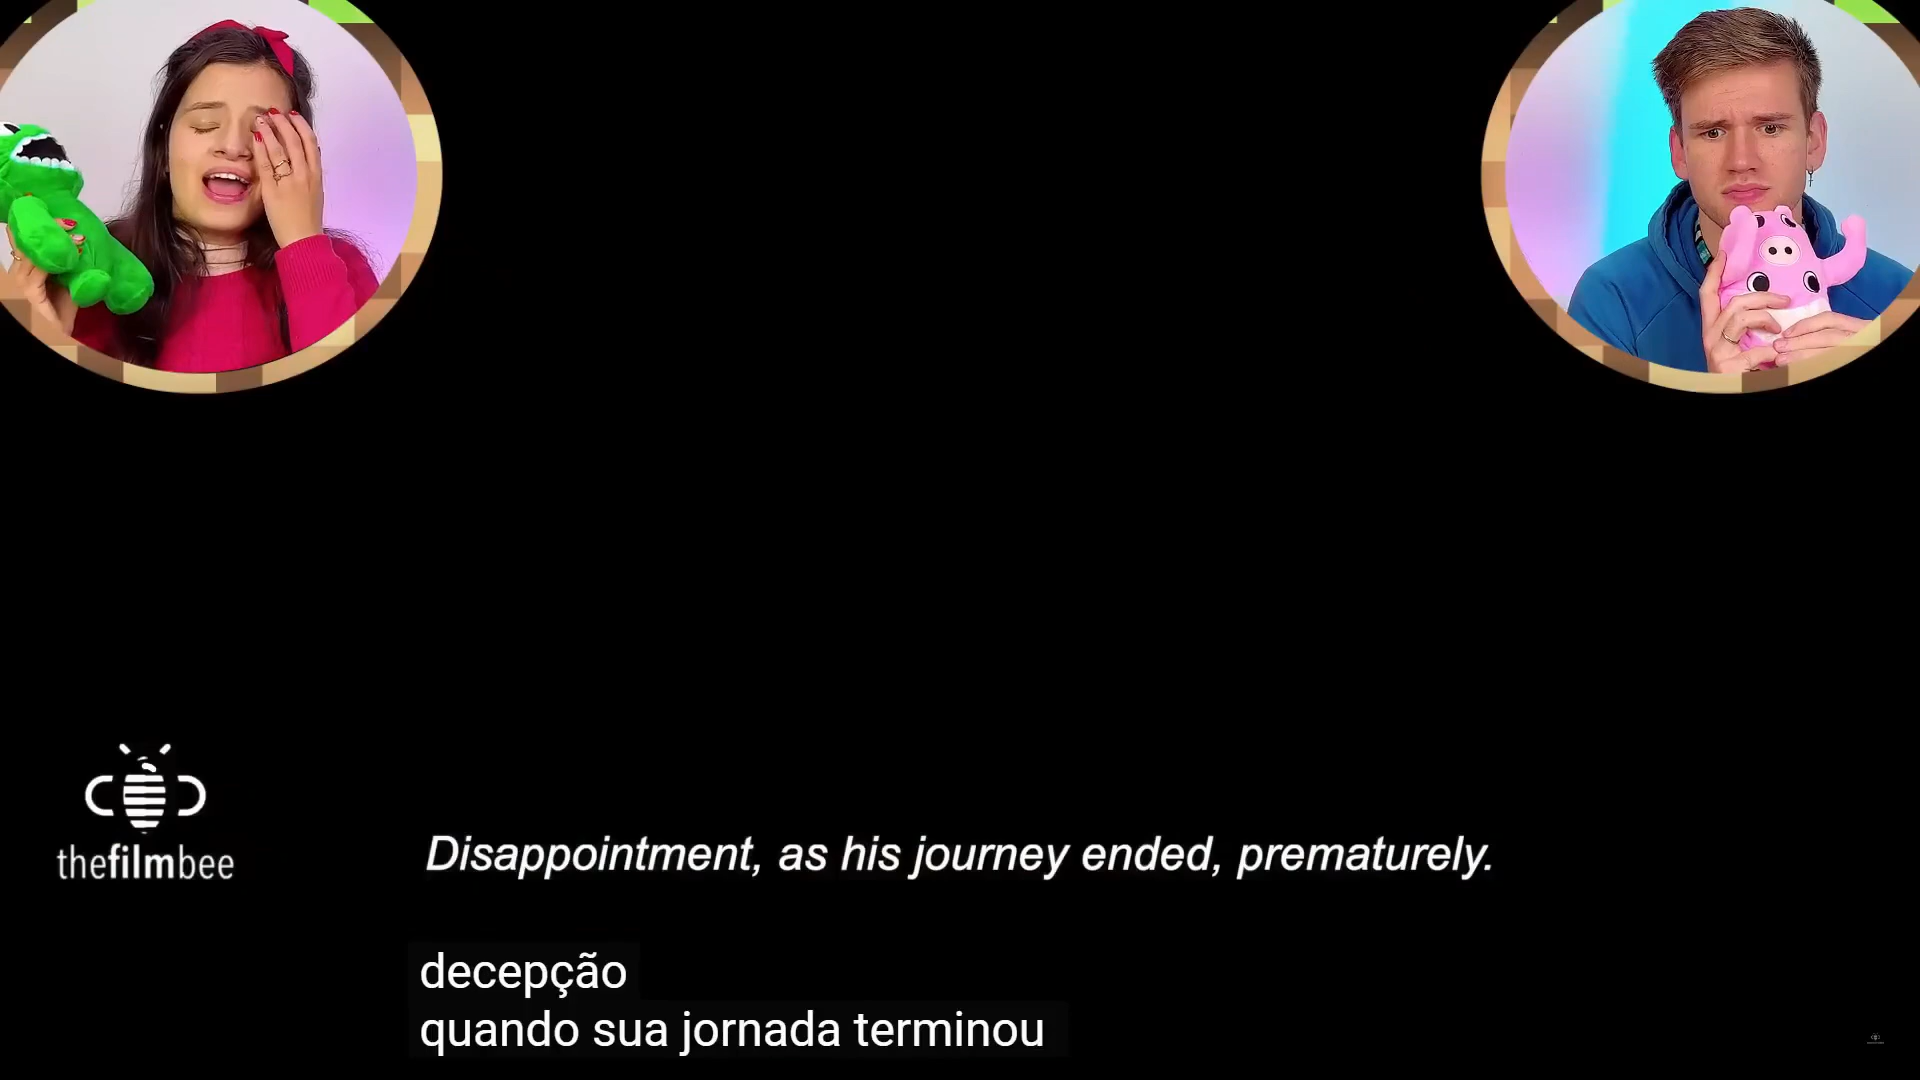 thefilmbee
Disappointment, as his journey ended, prematurely.
decepção
quando sua jornada terminou